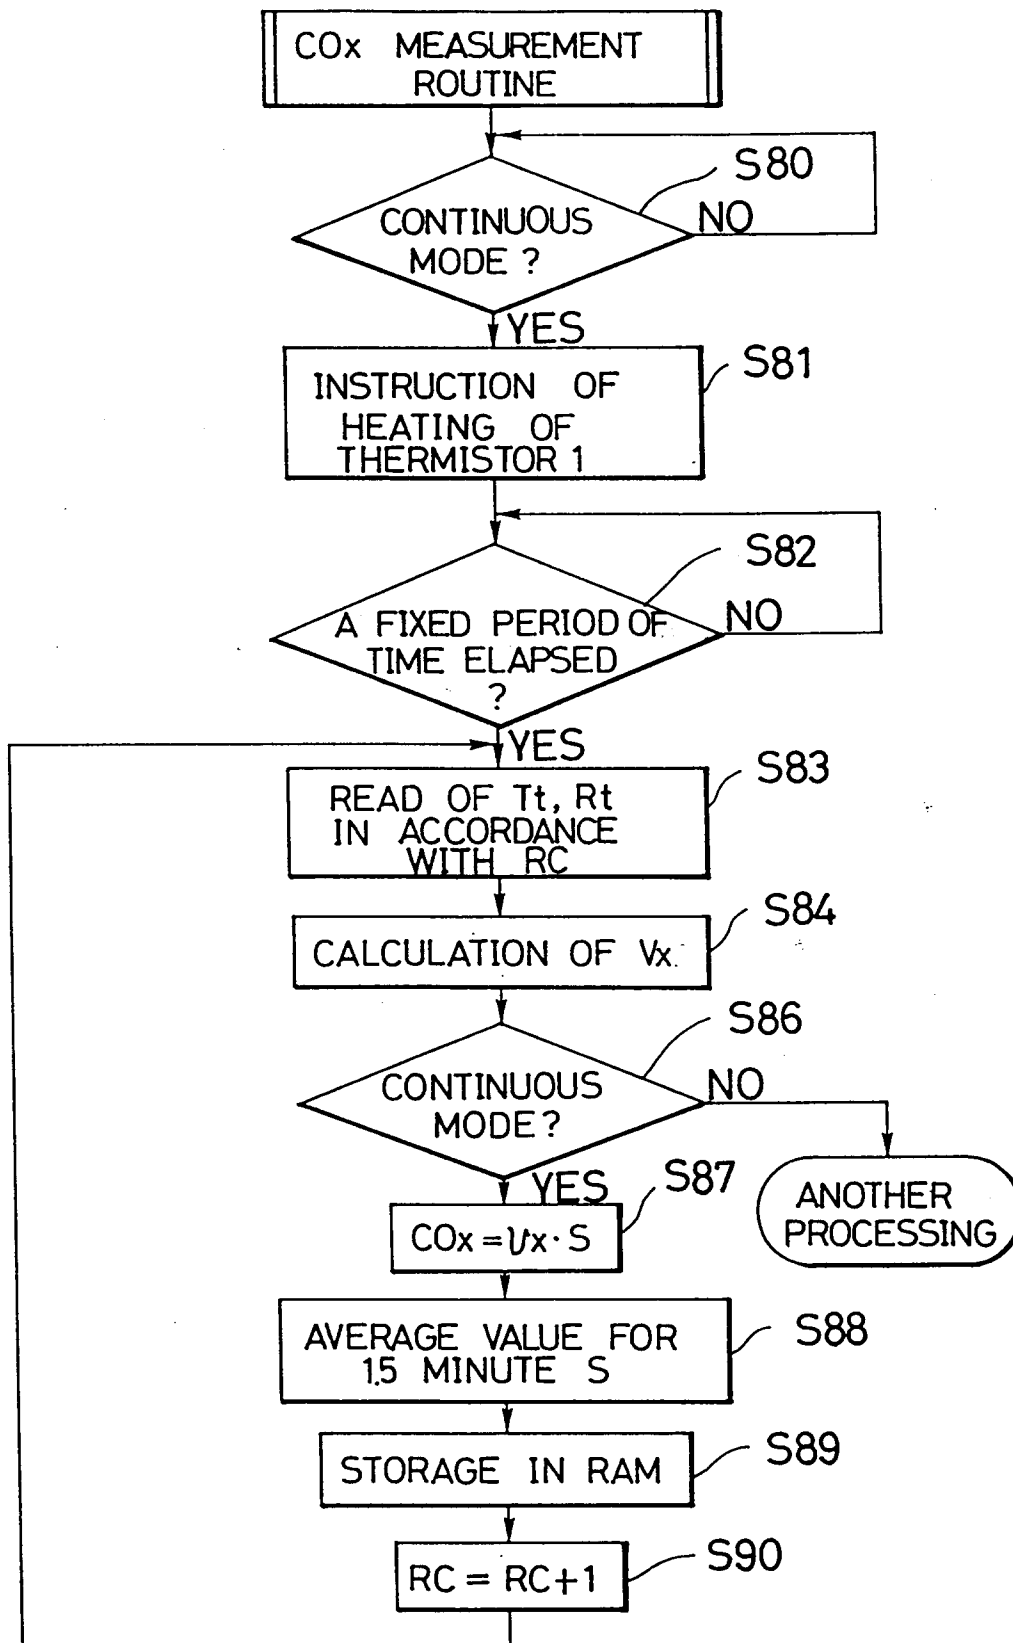 COx MEASUREMENT
ROUTINE
S80
CONTINUOUS
MODE ?
NO
YES
S81
INSTRUCTION OF
HEATING OF
THERMISTOR 1
S82
A FIXED PERIOD OF
TIME ELAPSED
?
NO
YES
S83
READ OF Tt, Rt
IN ACCORDANCE
WITH RC
S84
CALCULATION OF Vx
S86
CONTINUOUS
MODE?
NO
YES
ANOTHER
PROCESSING
S87
COx = υx · S
S88
AVERAGE VALUE FOR
1.5 MINUTE S
S89
STORAGE IN RAM
S90
RC = RC+1